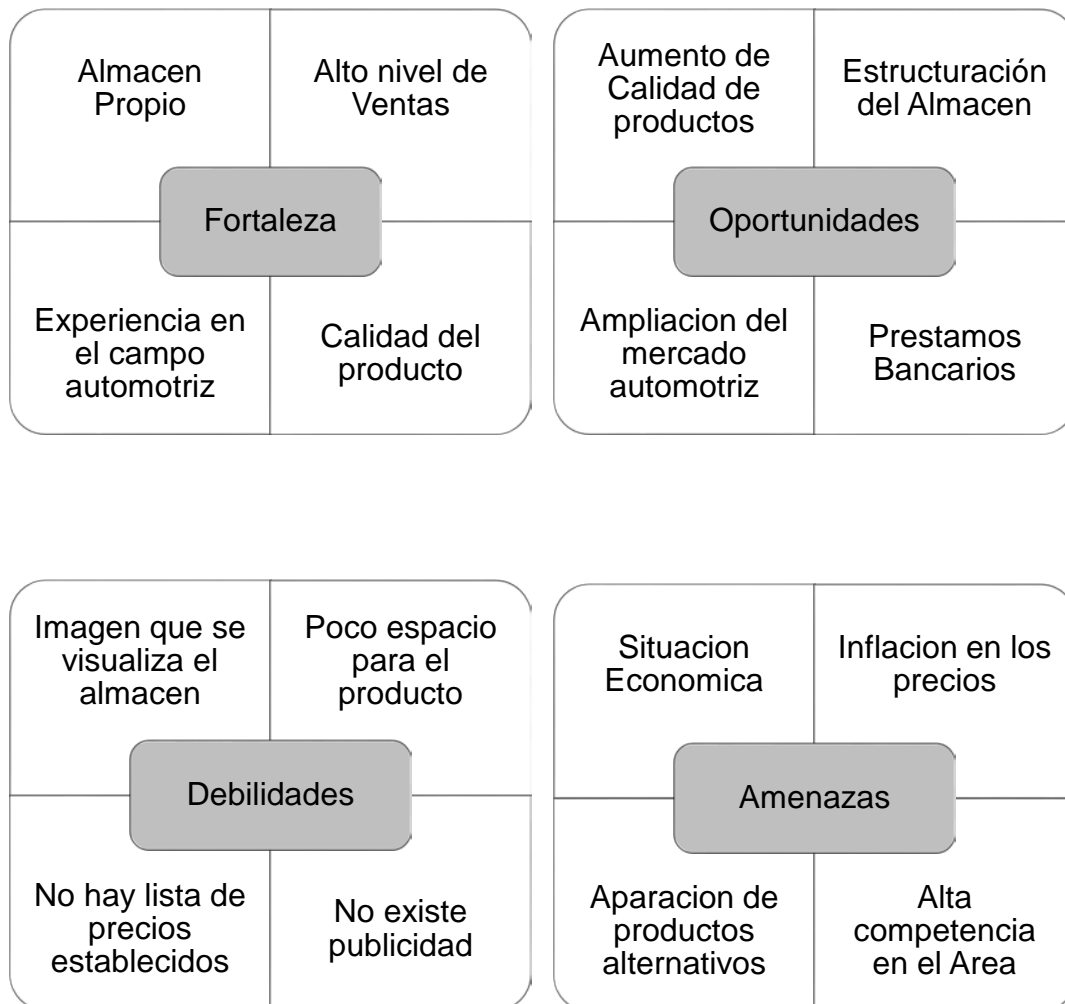 Almacen
Propio
Alto nivel de
Ventas
Fortaleza
Experiencia en
el campo
automotriz
Calidad del
producto
Aumento de
Calidad de
productos
Estructuración
del Almacen
Oportunidades
Ampliacion del
mercado
automotriz
Prestamos
Bancarios
Imagen que se
visualiza el
almacen
Poco espacio
para el
producto
Debilidades
No hay lista de
precios
establecidos
No existe
publicidad
Situacion
Economica
Inflacion en los
precios
Amenazas
Aparacion de
productos
alternativos
Alta
competencia
en el Area